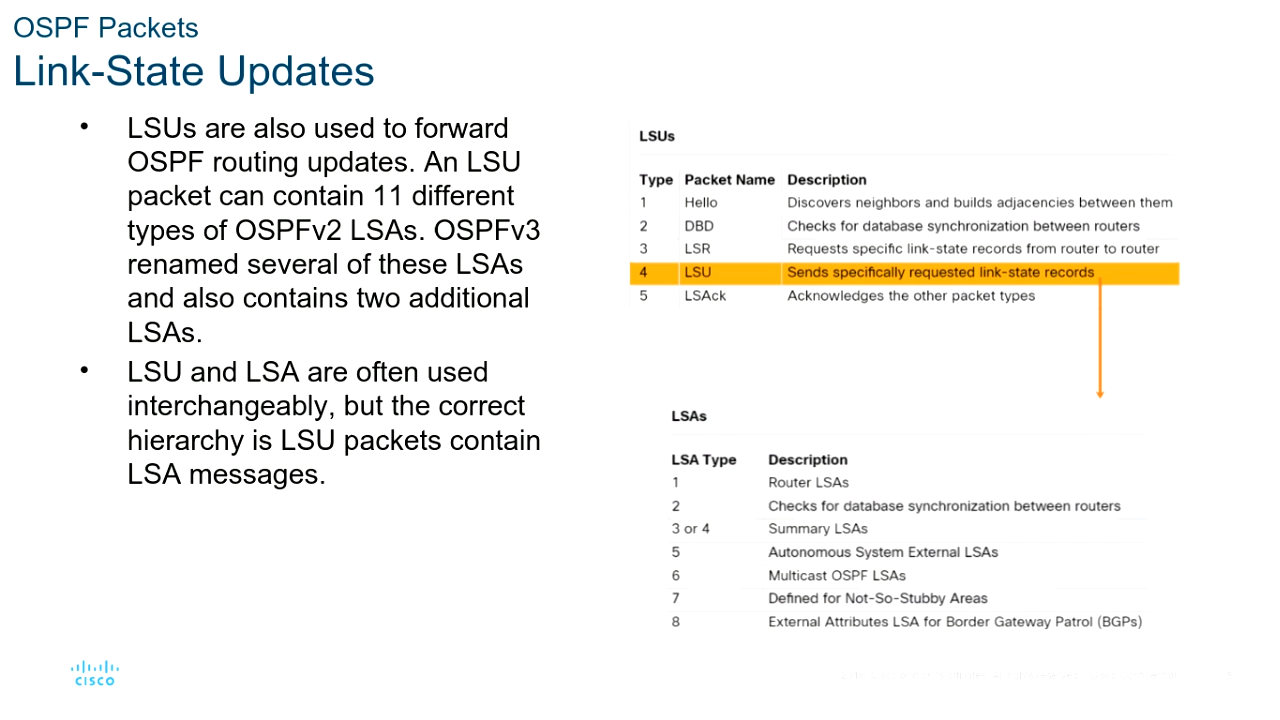 OSPF Packets
Link-State Updates
• LSUs are also used to forward
OSPF routing updates. An LSU
packet can contain 11 different
types of OSPFv2 LSAs. OSPFv3
renamed several of these LSAs
and also contains two additional
LSAs.
• LSU and LSA are often used
interchangeably, but the correct
hierarchy is LSU packets contain
LSA messages.
LSUs
Type Packet Name Description
1 Hello Discovers neighbors and builds adjacencies between them
2 DBD Checks for database synchronization between routers
3 LSR Requests specific link-state records from router to router
4 LSU Sends specifically requested link-state records
5 LSAck Acknowledges the other packet types
LSAs
LSA Type Description
1 Router LSAs
2 Checks for database synchronization between routers
3 or 4 Summary LSAs
5 Autonomous System External LSAs
6 Multicast OSPF LSAs
7 Defined for Not-So-Stubby Areas
8 External Attributes LSA for Border Gateway Patrol (BGPs)
CISCO